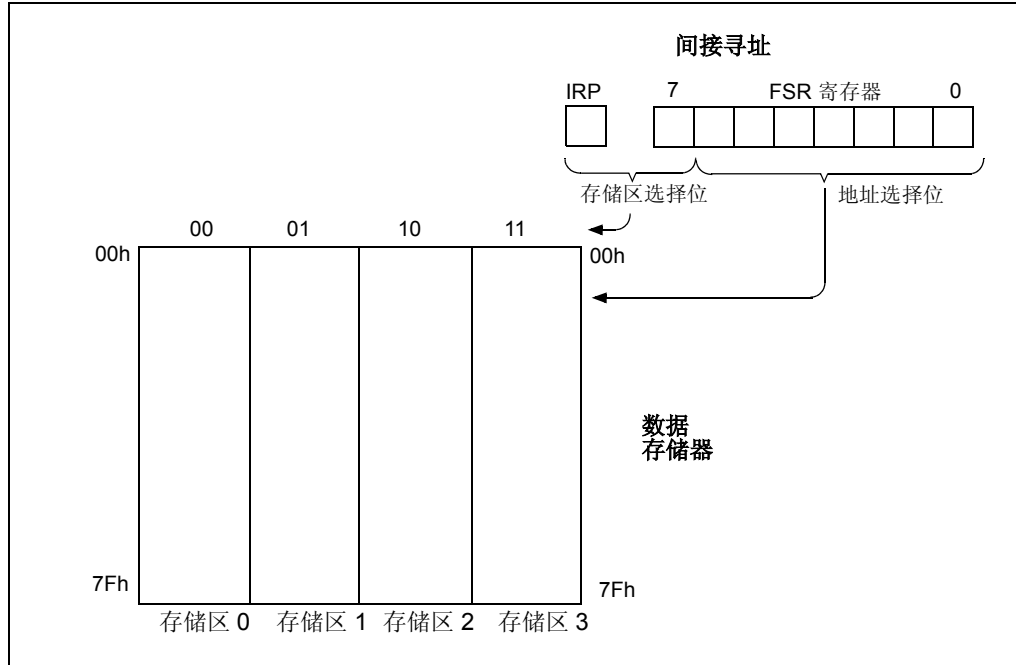 间接寻址
IRP 7 FSR 寄存器 0
存储区选择位 地址选择位
00 01 10 11
00h 00h
数据
存储器
7Fh 7Fh
存储区 0 存储区 1 存储区 2 存储区 3